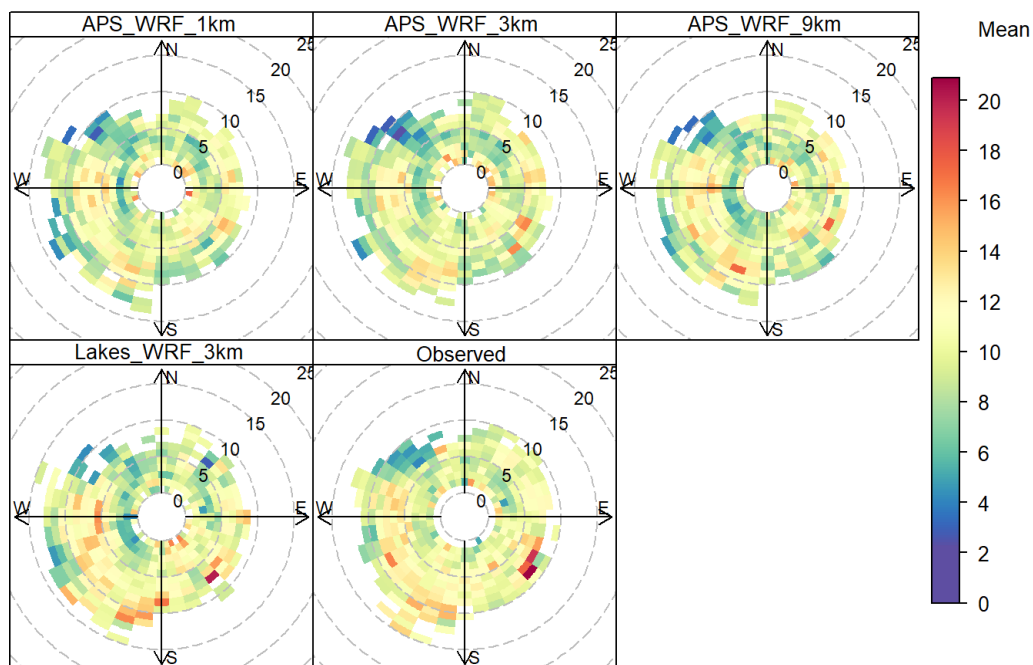 APS_WRF_1km APS_WRF_3km APS_WRF_9km
Mean
N 25 N 25 N 25
20 20 20
15 15 15
10 10 10
5 5 5
0 0 0
W E W E W E
S S S
Lakes_WRF_3km Observed
N 25 N 25
20 20
15 15
10 10
5 5
0 0
W E W E
S S
20
18
16
14
12
10
8
6
4
2
0